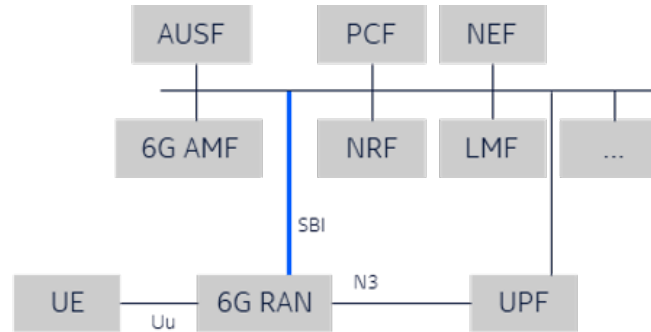 AUSF
PCF
NEF
6G AMF
NRF
LMF
...
SBI
UE
Uu
6G RAN
N3
UPF